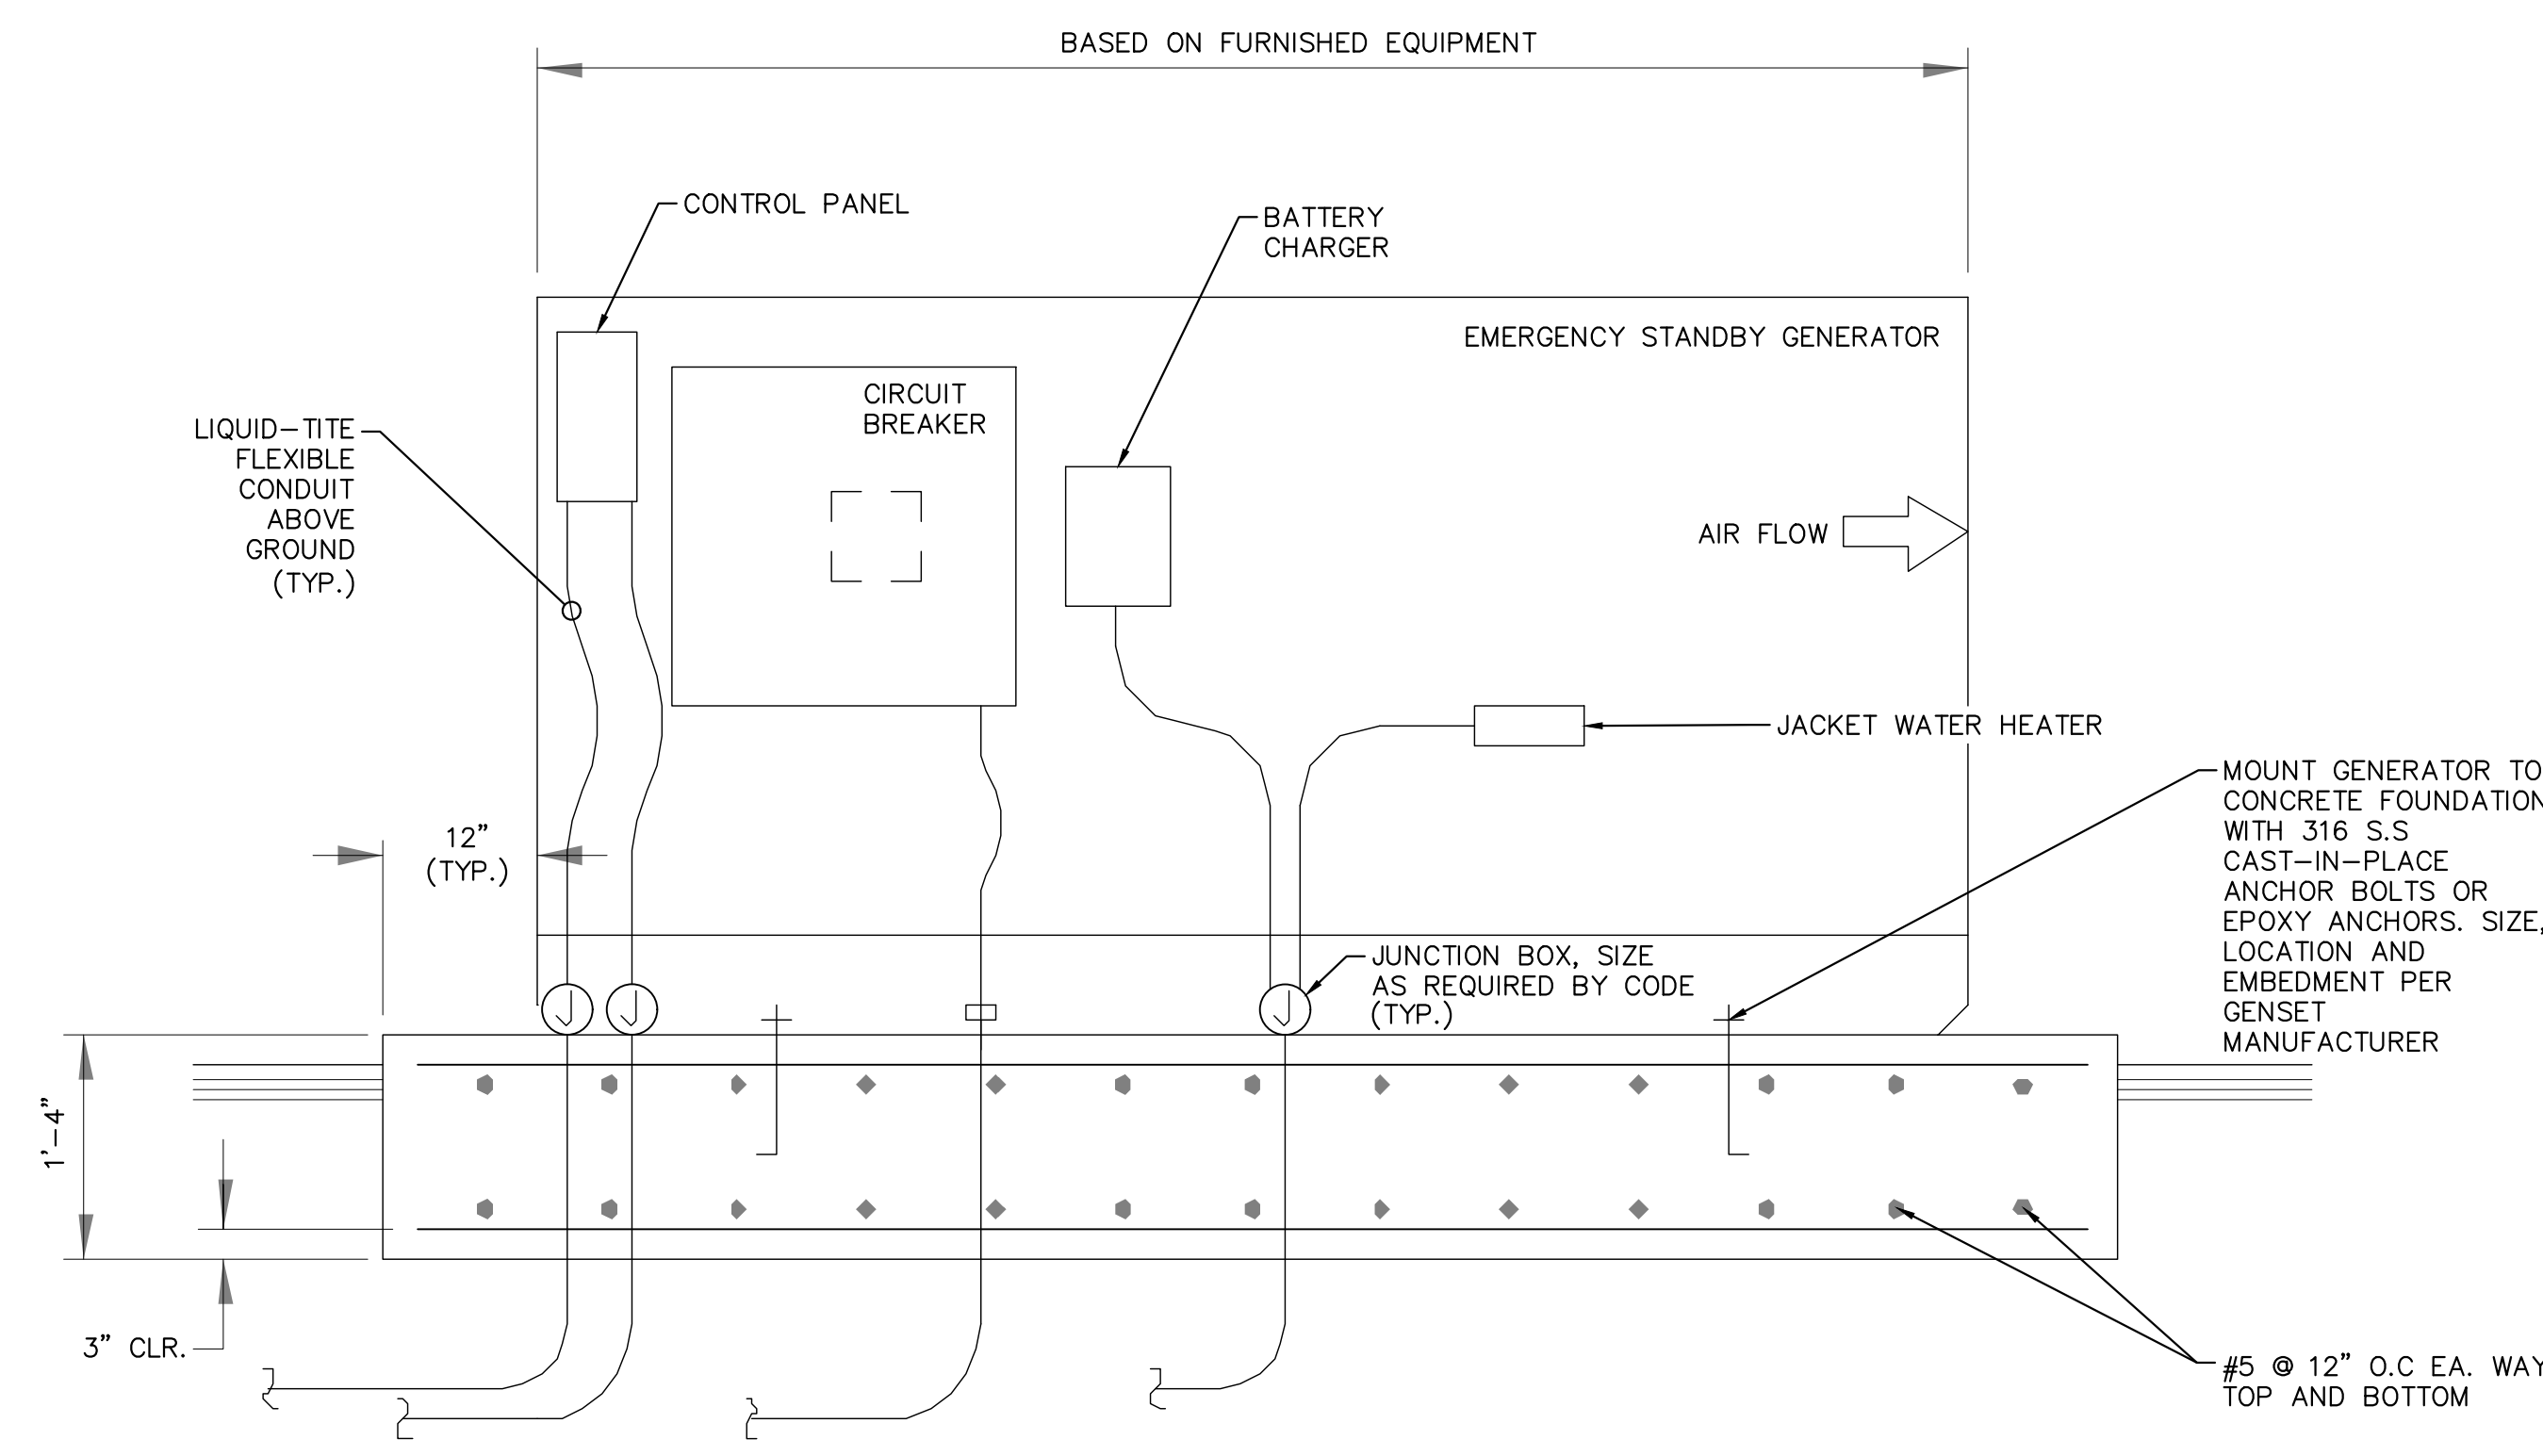 BASED ON FURNISHED EQUIPMENT
CONTROL PANEL
BATTERY
CHARGER
EMERGENCY STANDBY GENERATOR
CIRCUIT
BREAKER
LIQUID-TITE
FLEXIBLE
CONDUIT
ABOVE
GROUND
(TYP.)
AIR FLOW
JACKET WATER HEATER
MOUNT GENERATOR TO
CONCRETE FOUNDATION
WITH 316 S.S
CAST-IN-PLACE
ANCHOR BOLTS OR
EPOXY ANCHORS. SIZE,
LOCATION AND
EMBEDMENT PER
GENSET
MANUFACTURER
12"
(TYP.)
JUNCTION BOX, SIZE
AS REQUIRED BY CODE
(TYP.)
J
J
J
1'-4"
3" CLR.
#5 @ 12" O.C EA. WAY
TOP AND BOTTOM